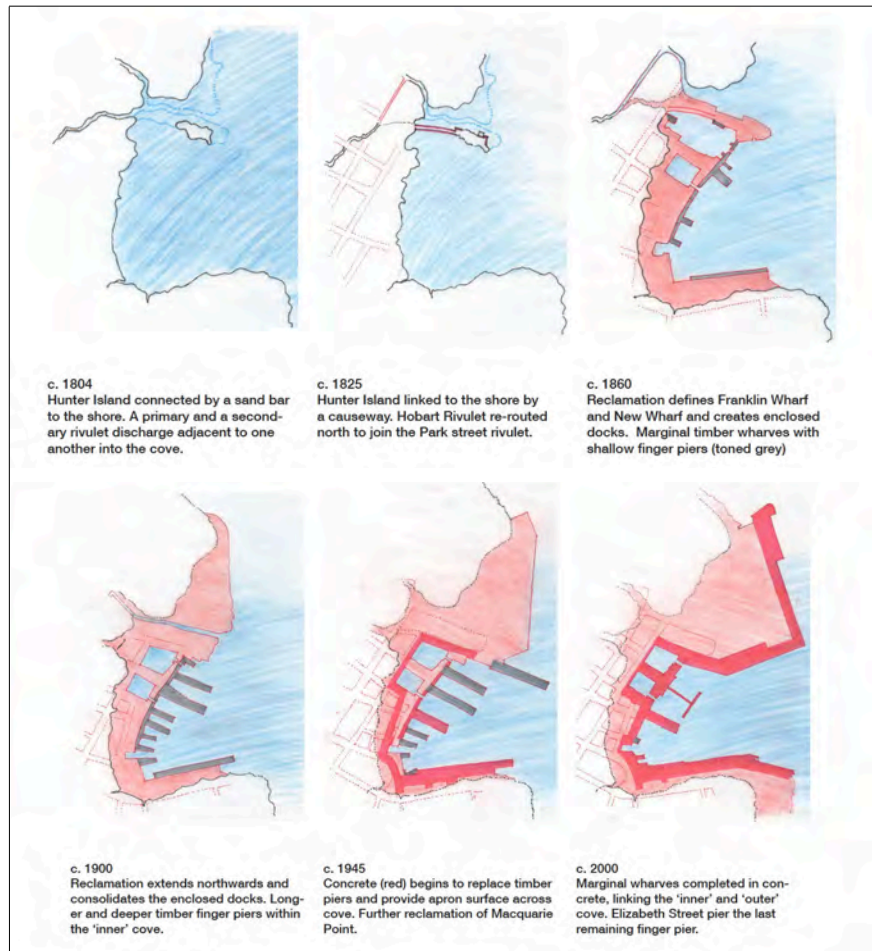 c. 1804
Hunter Island connected by a sand bar
to the shore. A primary and a second-
ary rivulet discharge adjacent to one
another into the cove.
c. 1825
Hunter Island linked to the shore by
a causeway. Hobart Rivulet re-routed
north to join the Park street rivulet.
c. 1860
Reclamation defines Franklin Wharf
and New Wharf and creates enclosed
docks. Marginal timber wharves with
shallow finger piers (toned grey)
c. 1900
Reclamation extends northwards and
consolidates the enclosed docks. Long-
er and deeper timber finger piers within
the ‘inner’ cove.
c. 1945
Concrete (red) begins to replace timber
piers and provide apron surface across
cove. Further reclamation of Macquarie
Point.
c. 2000
Marginal wharves completed in con-
crete, linking the ‘inner’ and ‘outer’
cove. Elizabeth Street pier the last
remaining finger pier.